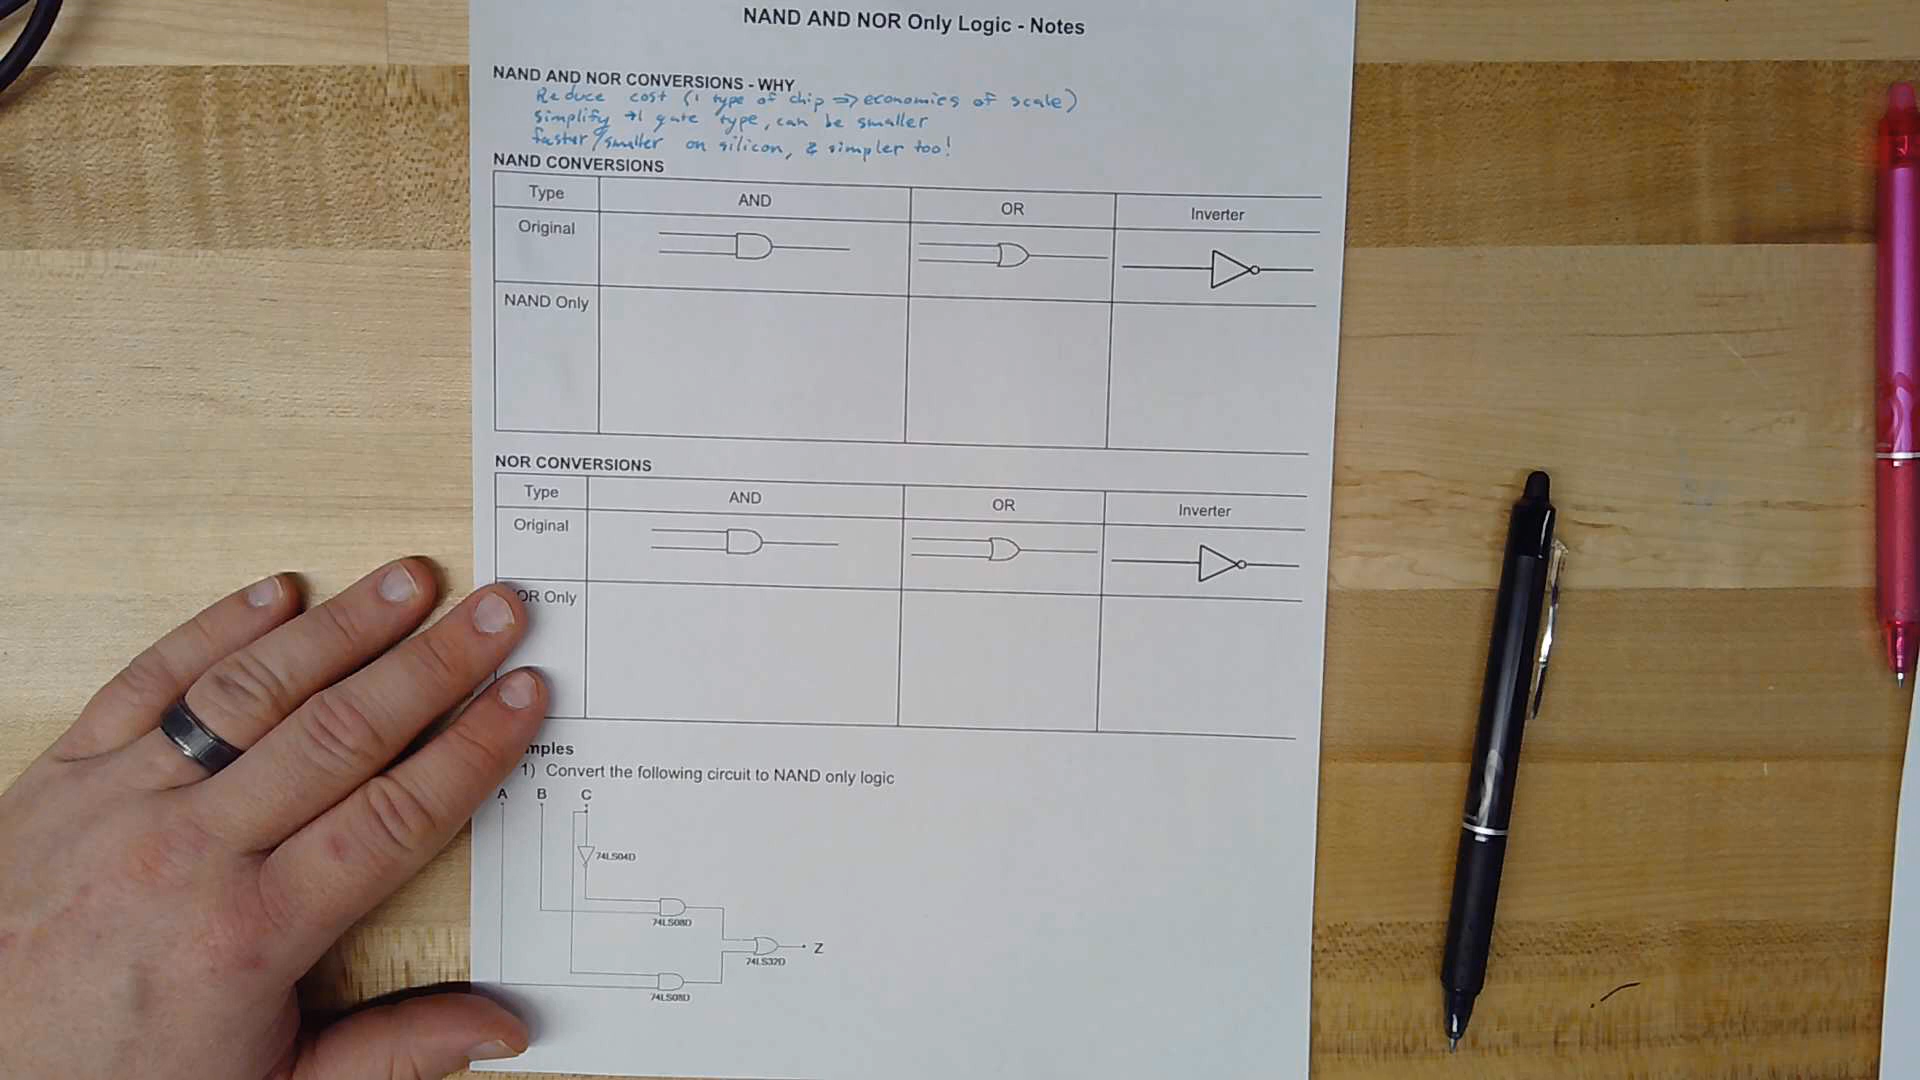 NAND AND NOR Only Logic - Notes
NAND AND NOR CONVERSIONS - WHY
Reduce cost (1 type of chip => economics of scale)
simplify → 1 gate type, can be smaller
faster/smaller on silicon, & simpler too!
NAND CONVERSIONS
Type AND OR Inverter
Original
NAND Only
NOR CONVERSIONS
Type AND OR Inverter
Original
OR Only
mples
1) Convert the following circuit to NAND only logic
A B C
74LS04D
74LS08D
Z
74LS32D
74LS08D